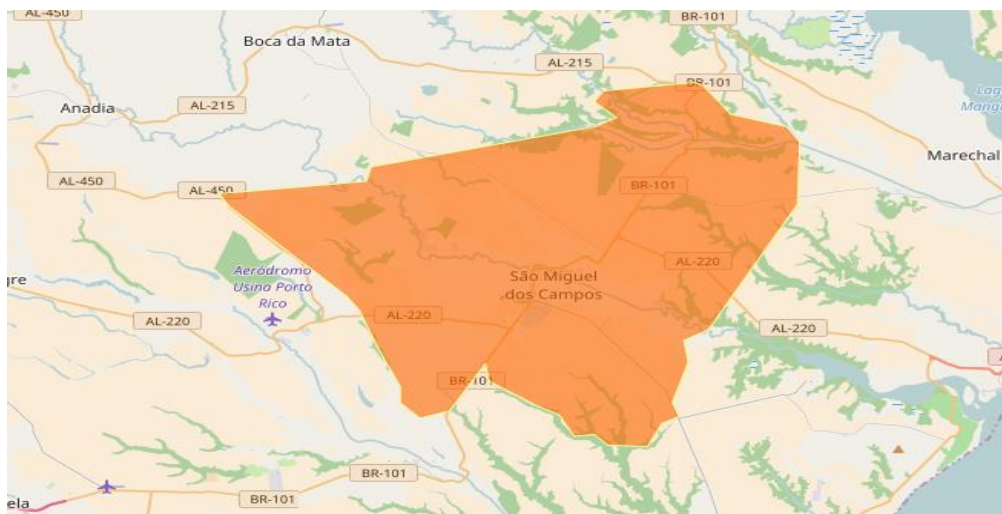 AL-450
BR-101
Boca da Mata
AL-215
BR-101
Anadia
AL-215
Marechal
AL-450
AL-450
BR-101
Aeródromo
Usina Porto
Rico
São Miguel
dos Campos
AL-220
gre
AL-220
AL-220
AL-220
BR-101
BR-101
BR-101
ela